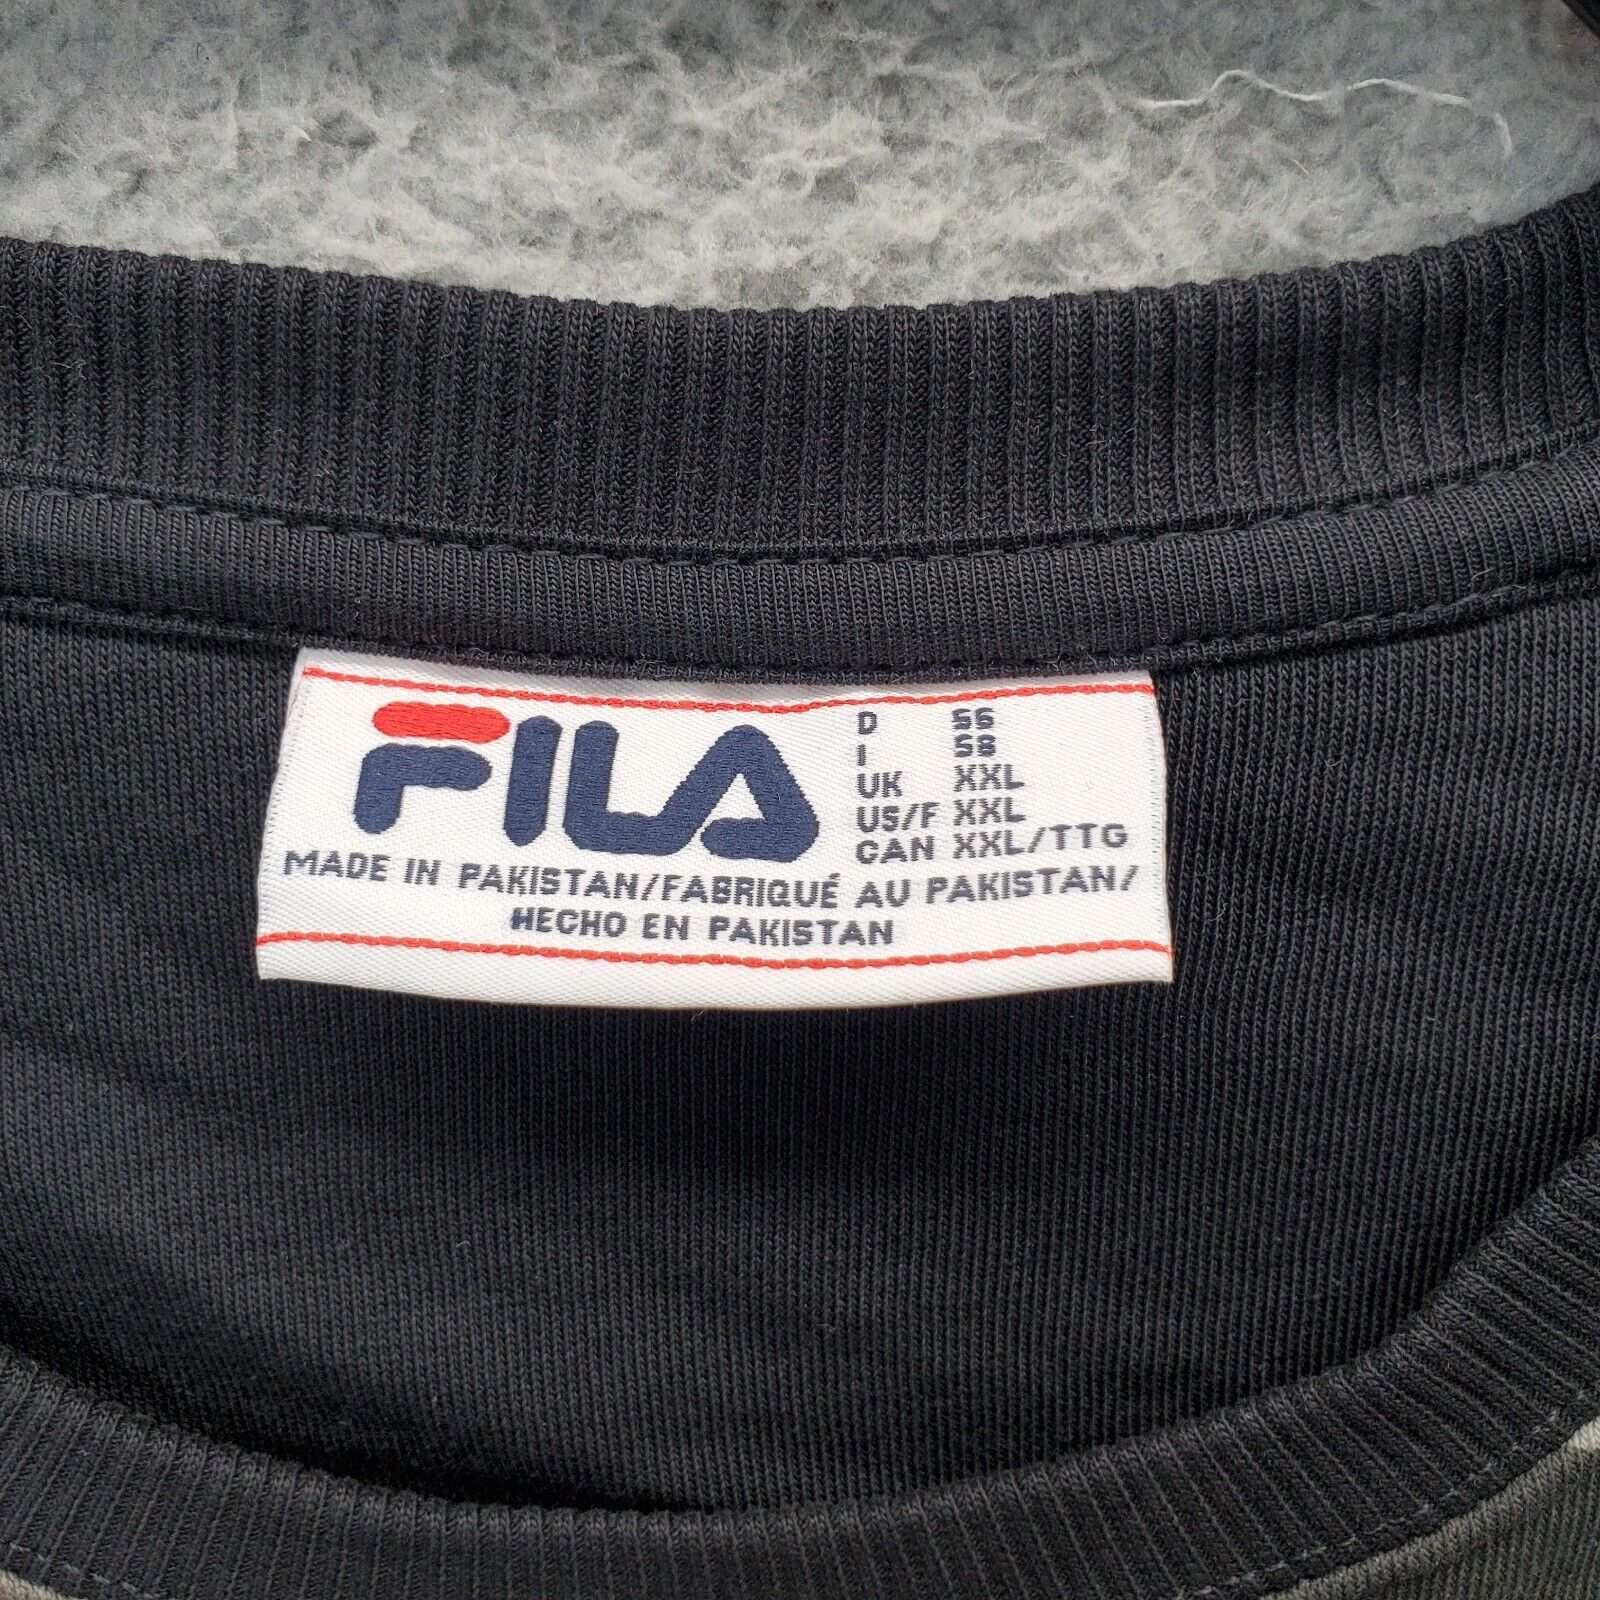 FILA
D 56
I 58
UK XXL
US/F XXL
CAN XXL/TTG
MADE IN PAKISTAN/FABRIQUÉ AU PAKISTAN/
HECHO EN PAKISTAN